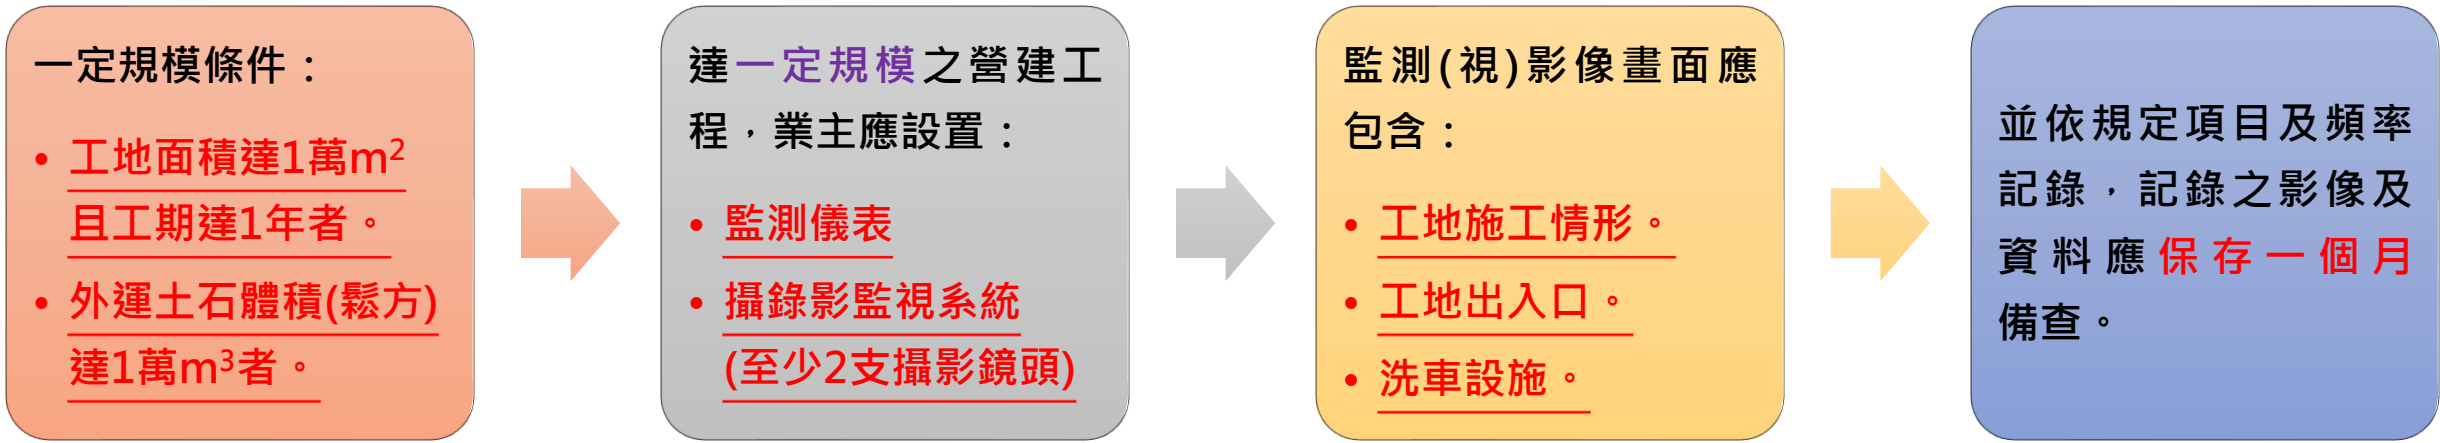 一定規模條件：
• 工地面積達1萬m²
且工期達1年者。
• 外運土石體積(鬆方)
達1萬m³者。
達一定規模之營建工
程，業主應設置：
• 監測儀表
• 攝錄影監視系統
(至少2支攝影鏡頭)
監測(視)影像畫面應
包含：
• 工地施工情形。
• 工地出入口。
• 洗車設施。
並依規定項目及頻率
記錄，記錄之影像及
資料應保存一個月
備查。